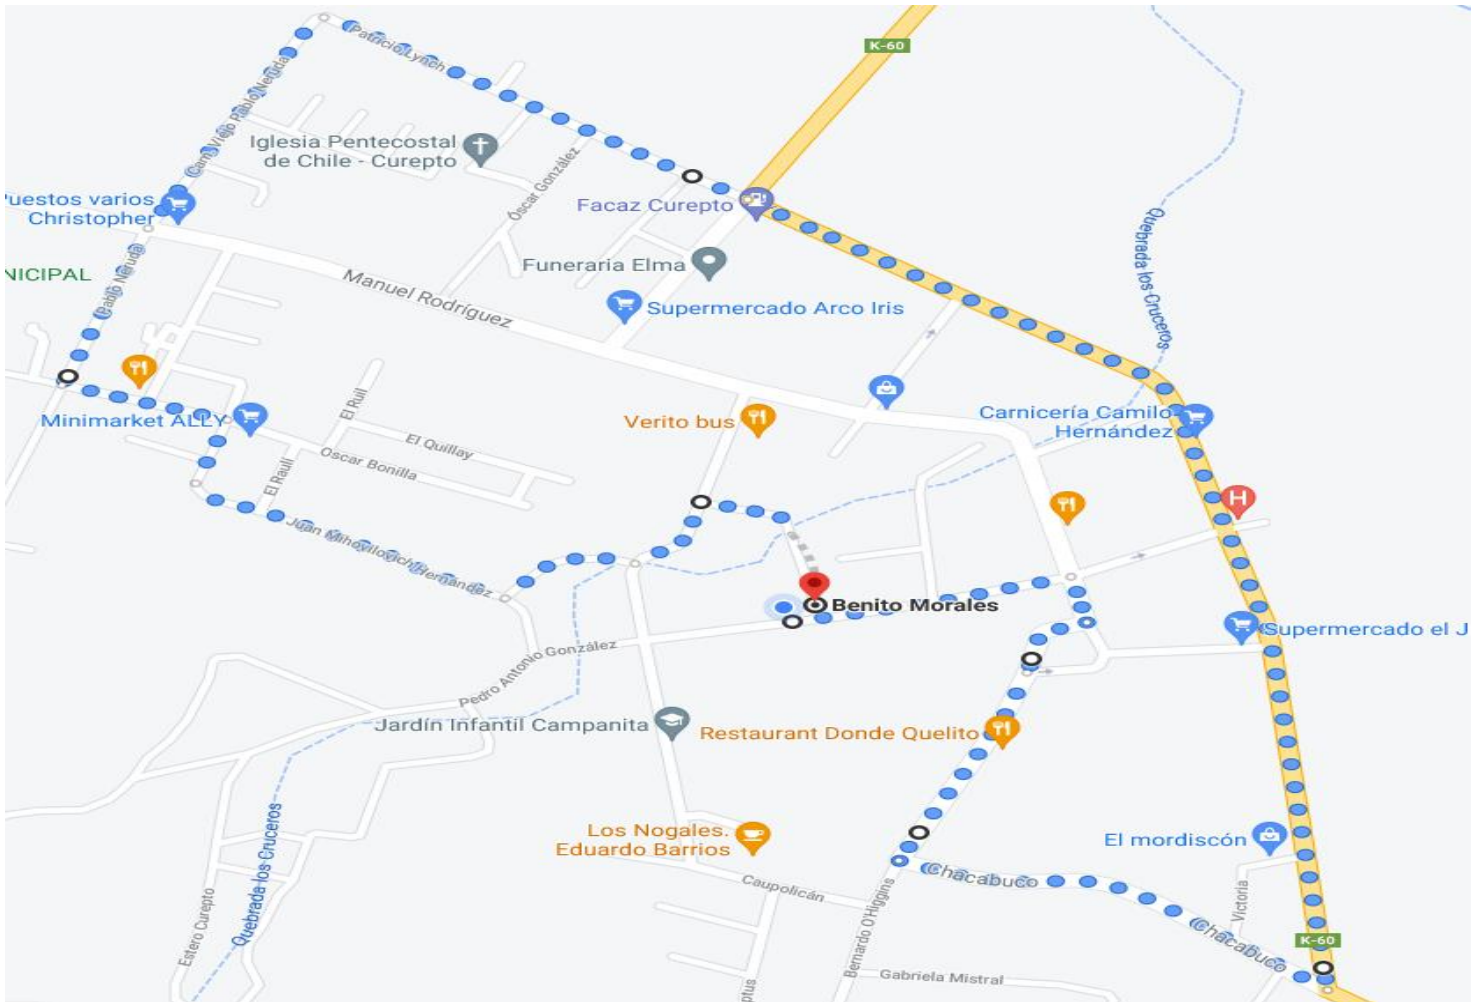 K-60
Patricio Lynch
(Cam. Viejo) Pablo Neruda
Iglesia Pentecostal
de Chile - Curepto
Óscar González
Puestos varios
Christopher
Facaz Curepto
Quebrada los Cruceros
Pablo Neruda
NICIPAL
Funeraria Elma
Manuel Rodríguez
Supermercado Arco Iris
Minimarket ALLY
El Ruil
El Quillay
Oscar Bonilla
El Raulí
Verito bus
Carnicería Camilo
Hernández
H
Juan Mihovilovich Hernández
Benito Morales
Supermercado el J
Pedro Antonio González
Jardín Infantil Campanita
Restaurant Donde Quelito
Los Nogales.
Eduardo Barrios
El mordiscón
Quebrada los Cruceros
Estero Curepto
Caupolicán
Chacabuco
Bernardo O'Higgins
Victoria
Chacabuco
K-60
Gabriela Mistral
ptus